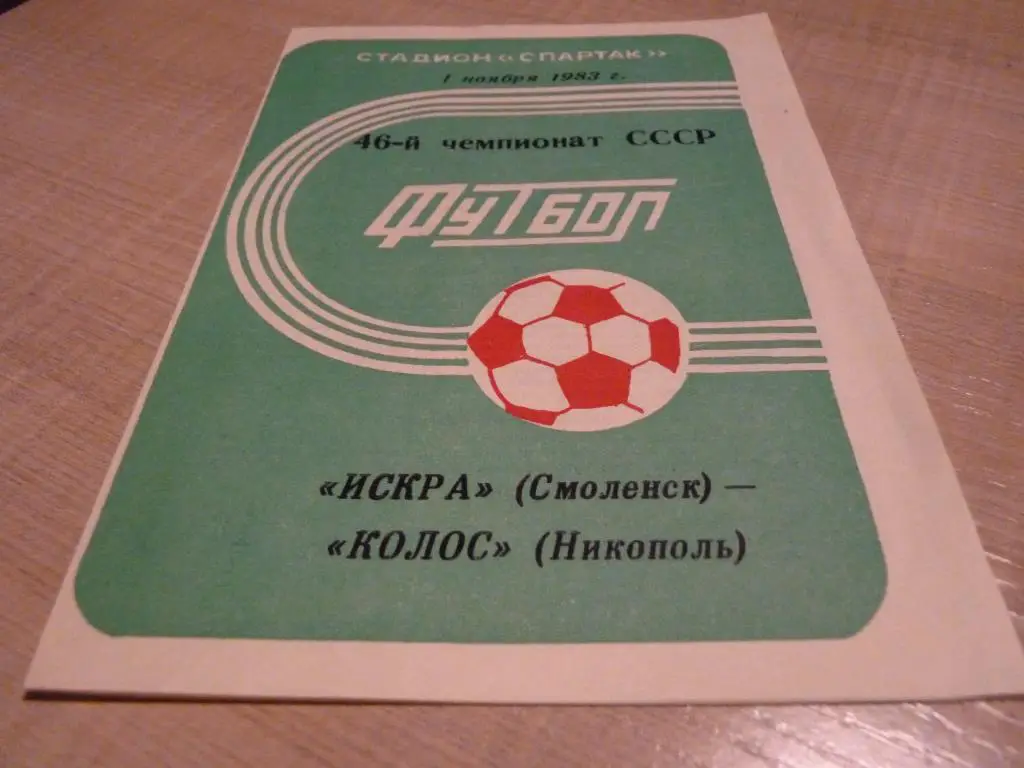 СТАДИОН «СПАРТАК»
1 ноября 1983 г.
46-й чемпионат СССР
ФУТБОЛ
«ИСКРА» (Смоленск) —
«КОЛОС» (Никополь)